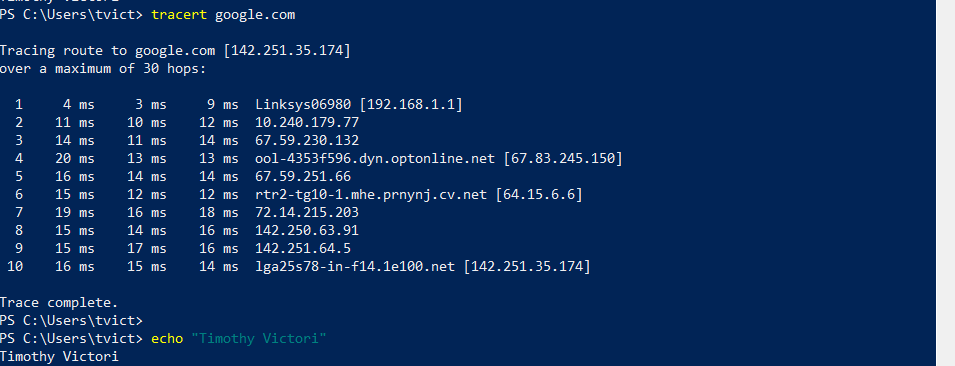 PS C:\Users\tvict> tracert google.com
Tracing route to google.com [142.251.35.174]
over a maximum of 30 hops:
1 4 ms 3 ms 9 ms Linksys06980 [192.168.1.1]
2 11 ms 10 ms 12 ms 10.240.179.77
3 14 ms 11 ms 14 ms 67.59.230.132
4 20 ms 13 ms 13 ms ool-4353f596.dyn.optonline.net [67.83.245.150]
5 16 ms 14 ms 14 ms 67.59.251.66
6 15 ms 12 ms 12 ms rtr2-tg10-1.mhe.prnynj.cv.net [64.15.6.6]
7 19 ms 16 ms 18 ms 72.14.215.203
8 15 ms 14 ms 16 ms 142.250.63.91
9 15 ms 17 ms 16 ms 142.251.64.5
10 16 ms 15 ms 14 ms lga25s78-in-f14.1e100.net [142.251.35.174]
Trace complete.
PS C:\Users\tvict>
PS C:\Users\tvict> echo "Timothy Victori"
Timothy Victori